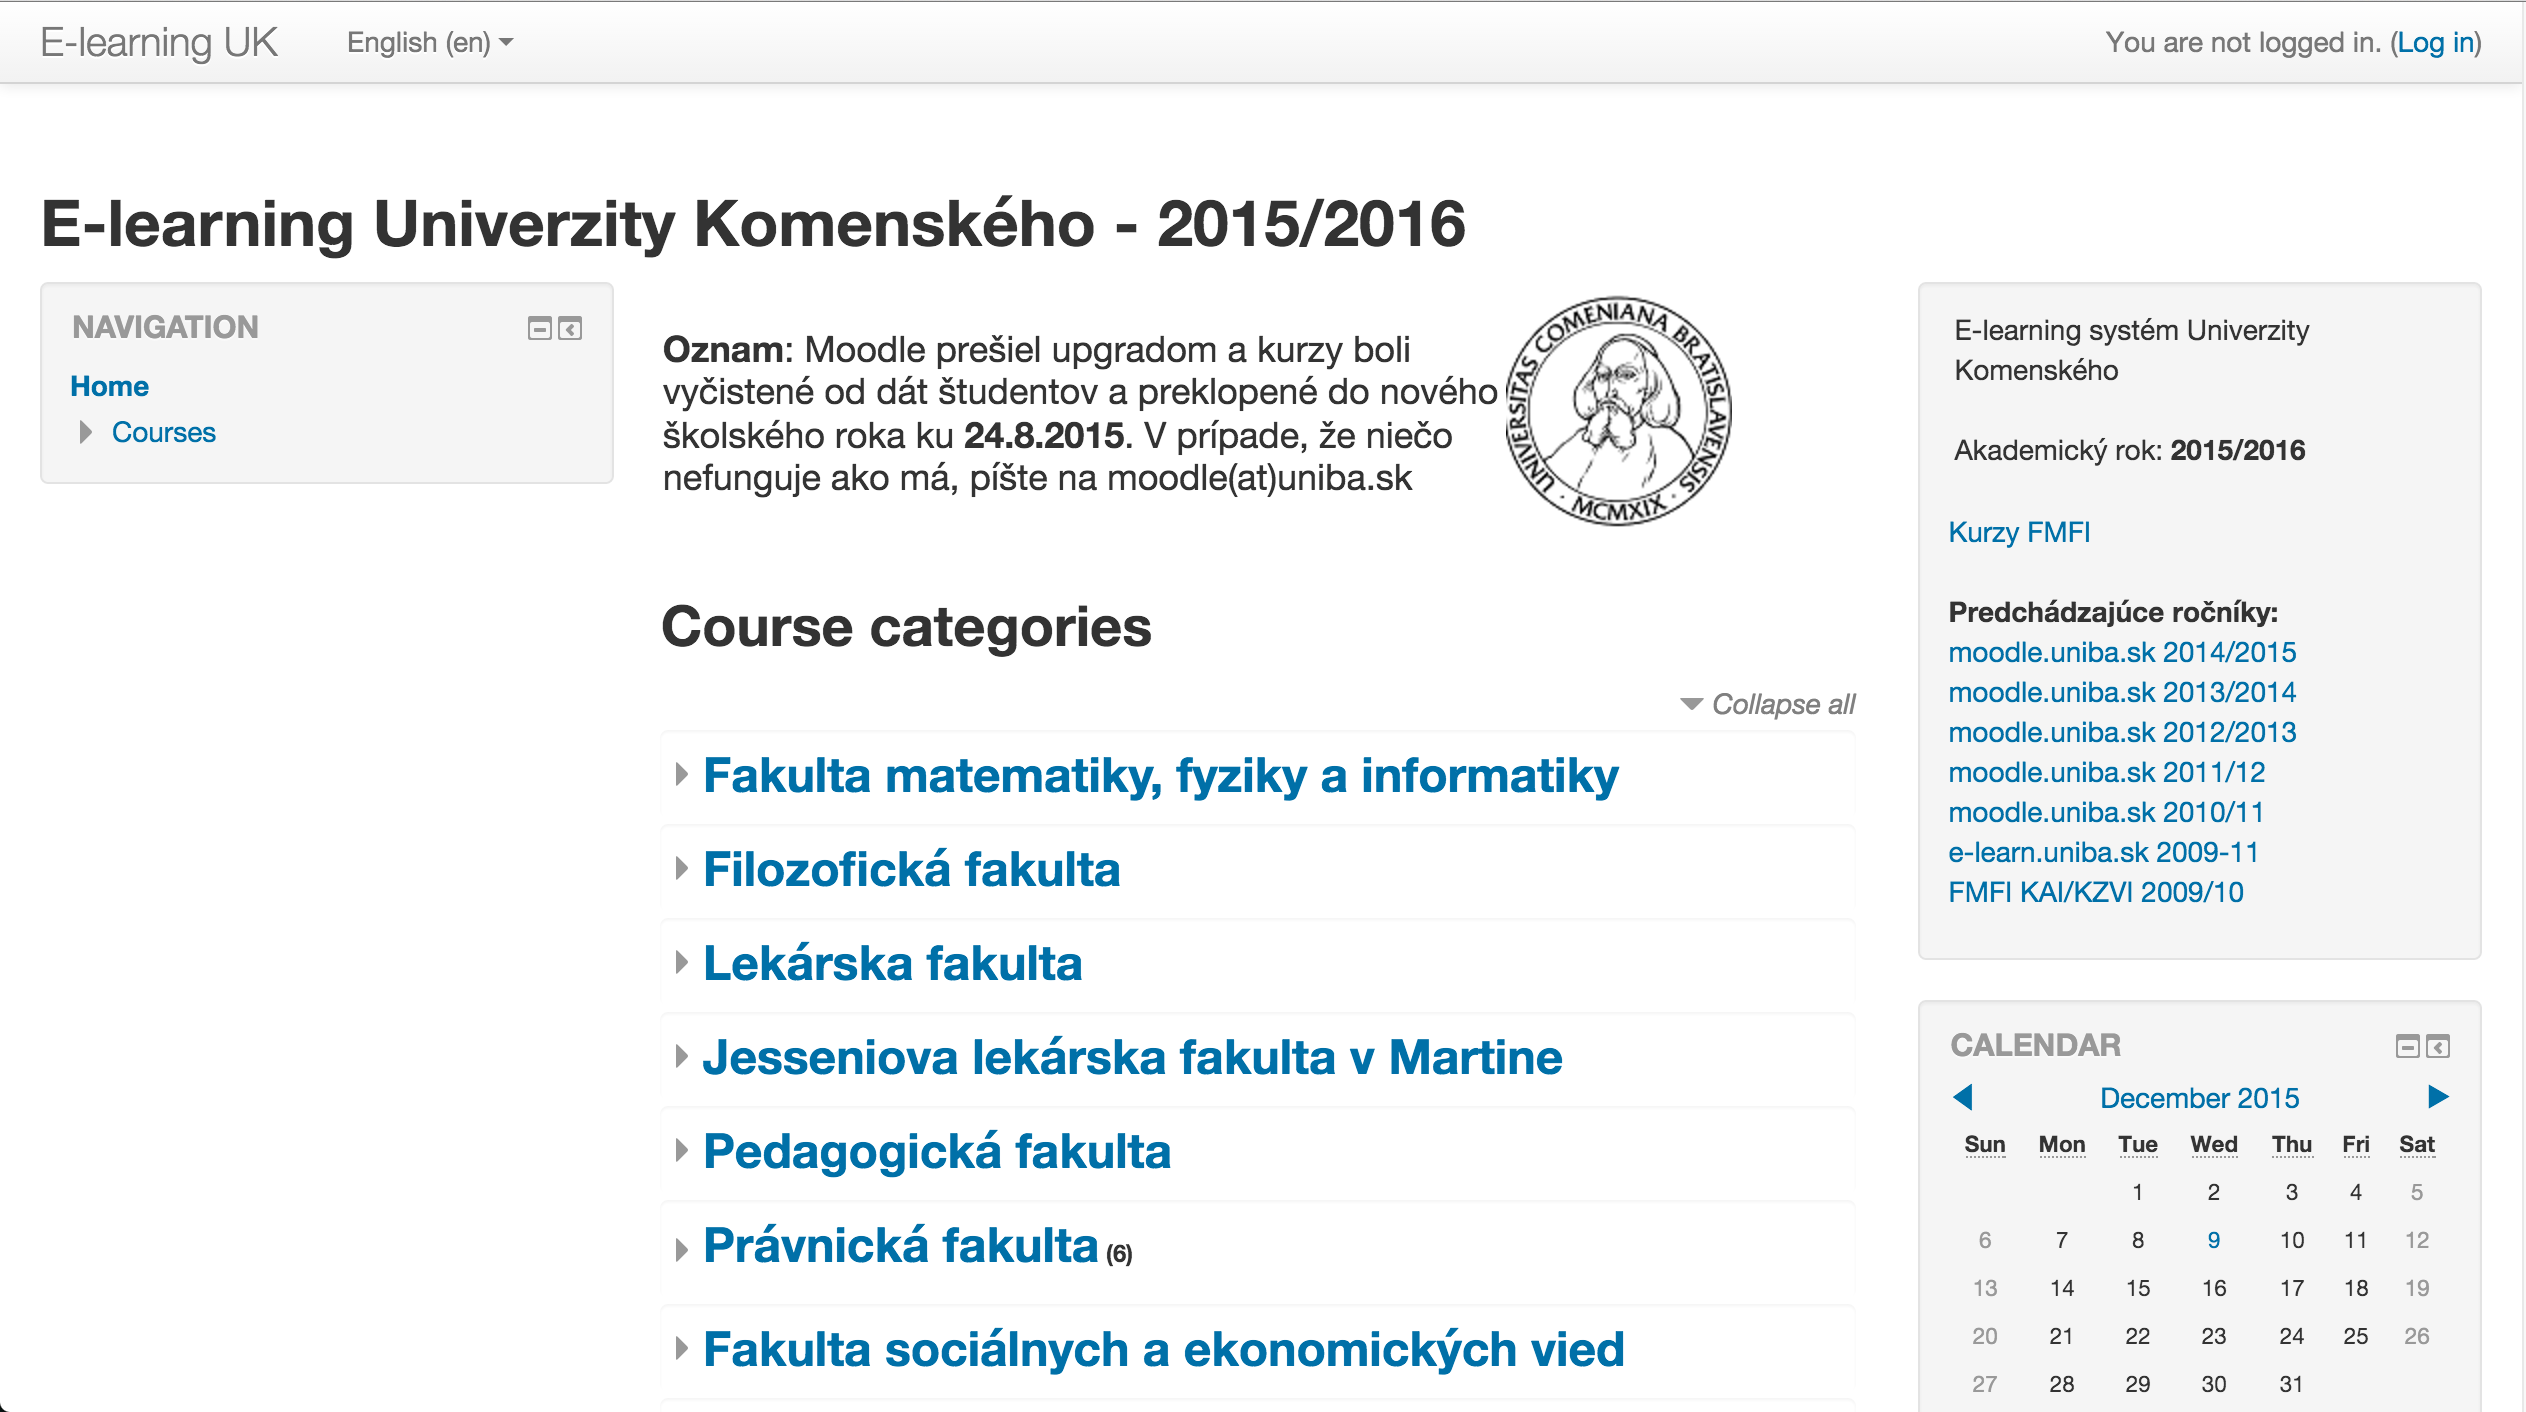 E-learning UK
English (en)
You are not logged in. (Log in)
E-learning Univerzity Komenského - 2015/2016
NAVIGATION
Home
Courses
Oznam: Moodle prešiel upgradom a kurzy boli
vyčistené od dát študentov a preklopené do nového
školského roka ku 24.8.2015. V prípade, že niečo
nefunguje ako má, píšte na moodle(at)uniba.sk
UNIVERSITAS COMENIANA BRATISLAVENSIS
· MCMXIX ·
Course categories
Collapse all
Fakulta matematiky, fyziky a informatiky
Filozofická fakulta
Lekárska fakulta
Jesseniova lekárska fakulta v Martine
Pedagogická fakulta
Právnická fakulta (6)
Fakulta sociálnych a ekonomických vied
E-learning systém Univerzity
Komenského
Akademický rok: 2015/2016
Kurzy FMFI
Predchádzajúce ročníky:
moodle.uniba.sk 2014/2015
moodle.uniba.sk 2013/2014
moodle.uniba.sk 2012/2013
moodle.uniba.sk 2011/12
moodle.uniba.sk 2010/11
e-learn.uniba.sk 2009-11
FMFI KAI/KZVI 2009/10
CALENDAR
December 2015
Sun Mon Tue Wed Thu Fri Sat
1 2 3 4 5
6 7 8 9 10 11 12
13 14 15 16 17 18 19
20 21 22 23 24 25 26
27 28 29 30 31